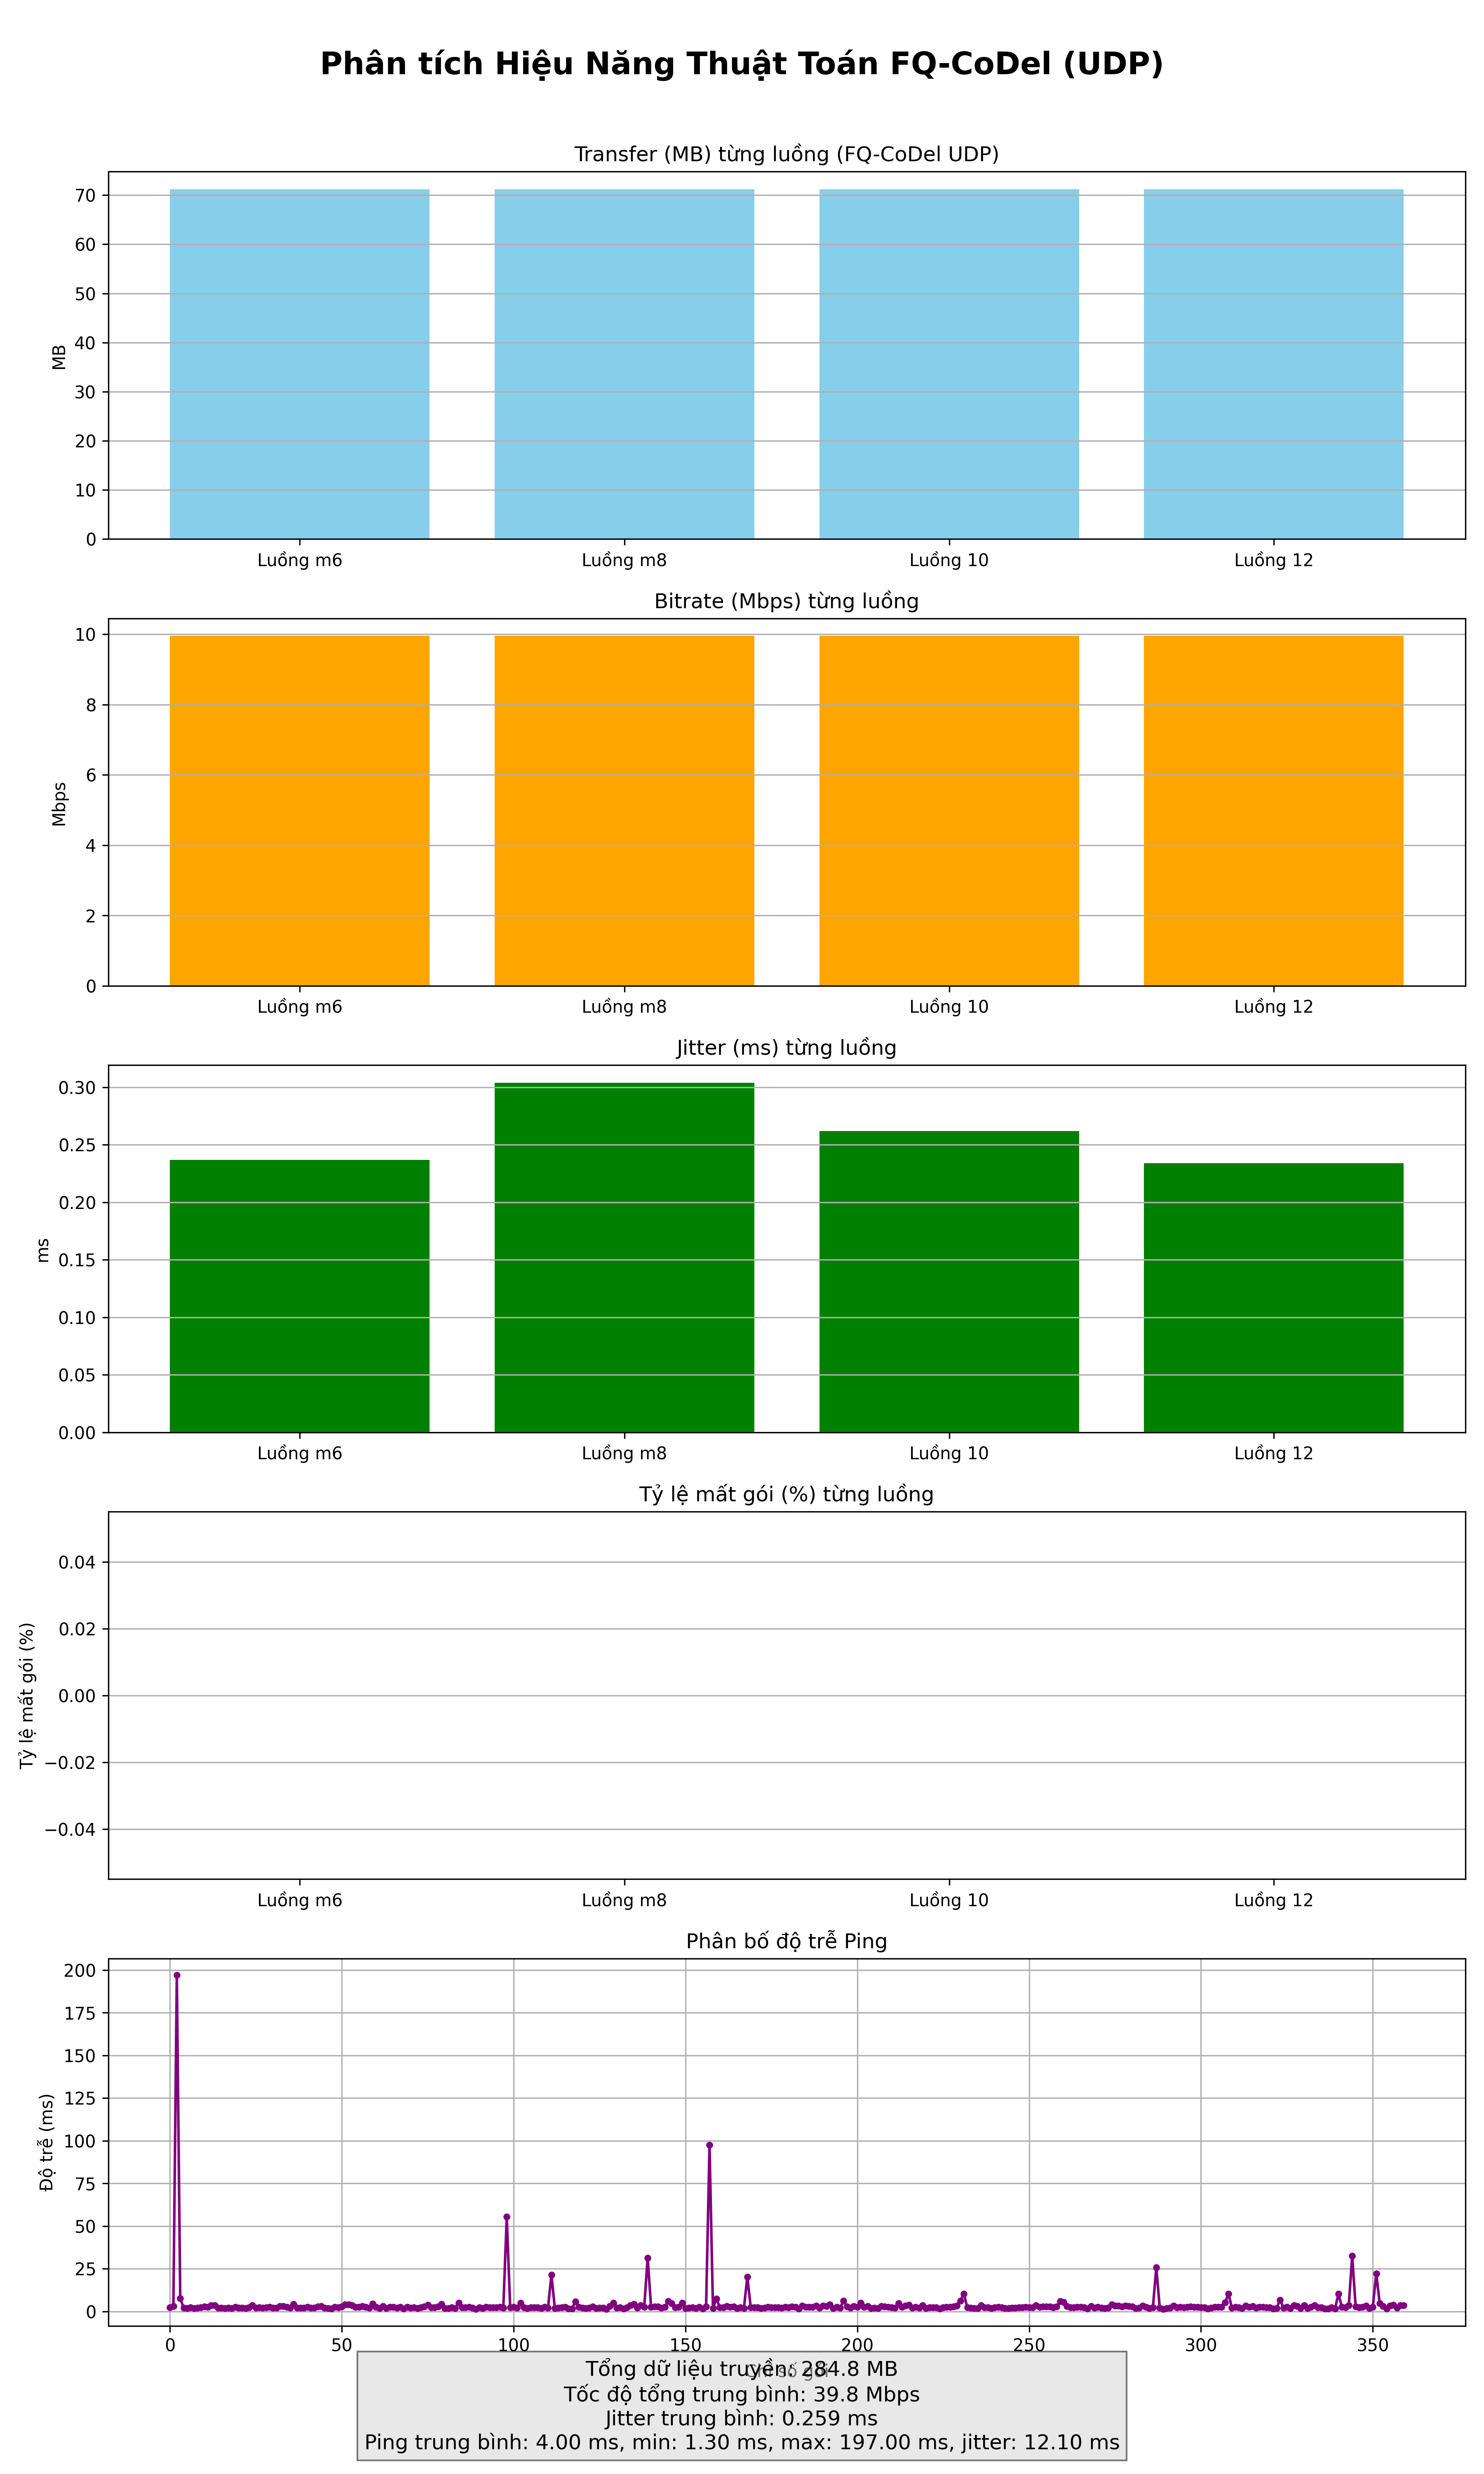 Phân tích Hiệu Năng Thuật Toán FQ-CoDel (UDP)
Transfer (MB) từng luồng (FQ-CoDel UDP)
70
60
50
40
30
20
10
0
MB
Luồng m6 Luồng m8 Luồng 10 Luồng 12
Bitrate (Mbps) từng luồng
10
8
6
4
2
0
Mbps
Luồng m6 Luồng m8 Luồng 10 Luồng 12
Jitter (ms) từng luồng
0.30
0.25
0.20
0.15
0.10
0.05
0.00
ms
Luồng m6 Luồng m8 Luồng 10 Luồng 12
Tỷ lệ mất gói (%) từng luồng
0.04
0.02
0.00
−0.02
−0.04
Tỷ lệ mất gói (%)
Luồng m6 Luồng m8 Luồng 10 Luồng 12
Phân bố độ trễ Ping
200
175
150
125
100
75
50
25
0
Độ trễ (ms)
0 50 100 150 200 250 300 350
Tổng dữ liệu truyền: 284.8 MB
Tốc độ tổng trung bình: 39.8 Mbps
Jitter trung bình: 0.259 ms
Ping trung bình: 4.00 ms, min: 1.30 ms, max: 197.00 ms, jitter: 12.10 ms